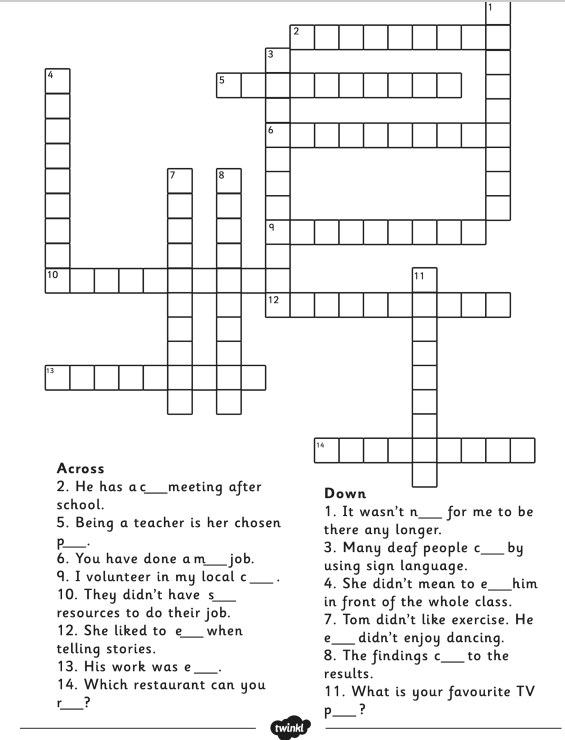 1
2
3
4
5
6
7
8
9
10
11
12
13
14
Across
2. He has a c___meeting after
school.
5. Being a teacher is her chosen
p___.
6. You have done a m___ job.
9. I volunteer in my local c___ .
10. They didn't have s___
resources to do their job.
12. She liked to e___ when
telling stories.
13. His work was e___.
14. Which restaurant can you
r___?
Down
1. It wasn't n___ for me to be
there any longer.
3. Many deaf people c___ by
using sign language.
4. She didn't mean to e___him
in front of the whole class.
7. Tom didn't like exercise. He
e___ didn't enjoy dancing.
8. The findings c___ to the
results.
11. What is your favourite TV
p___ ?
twinkl